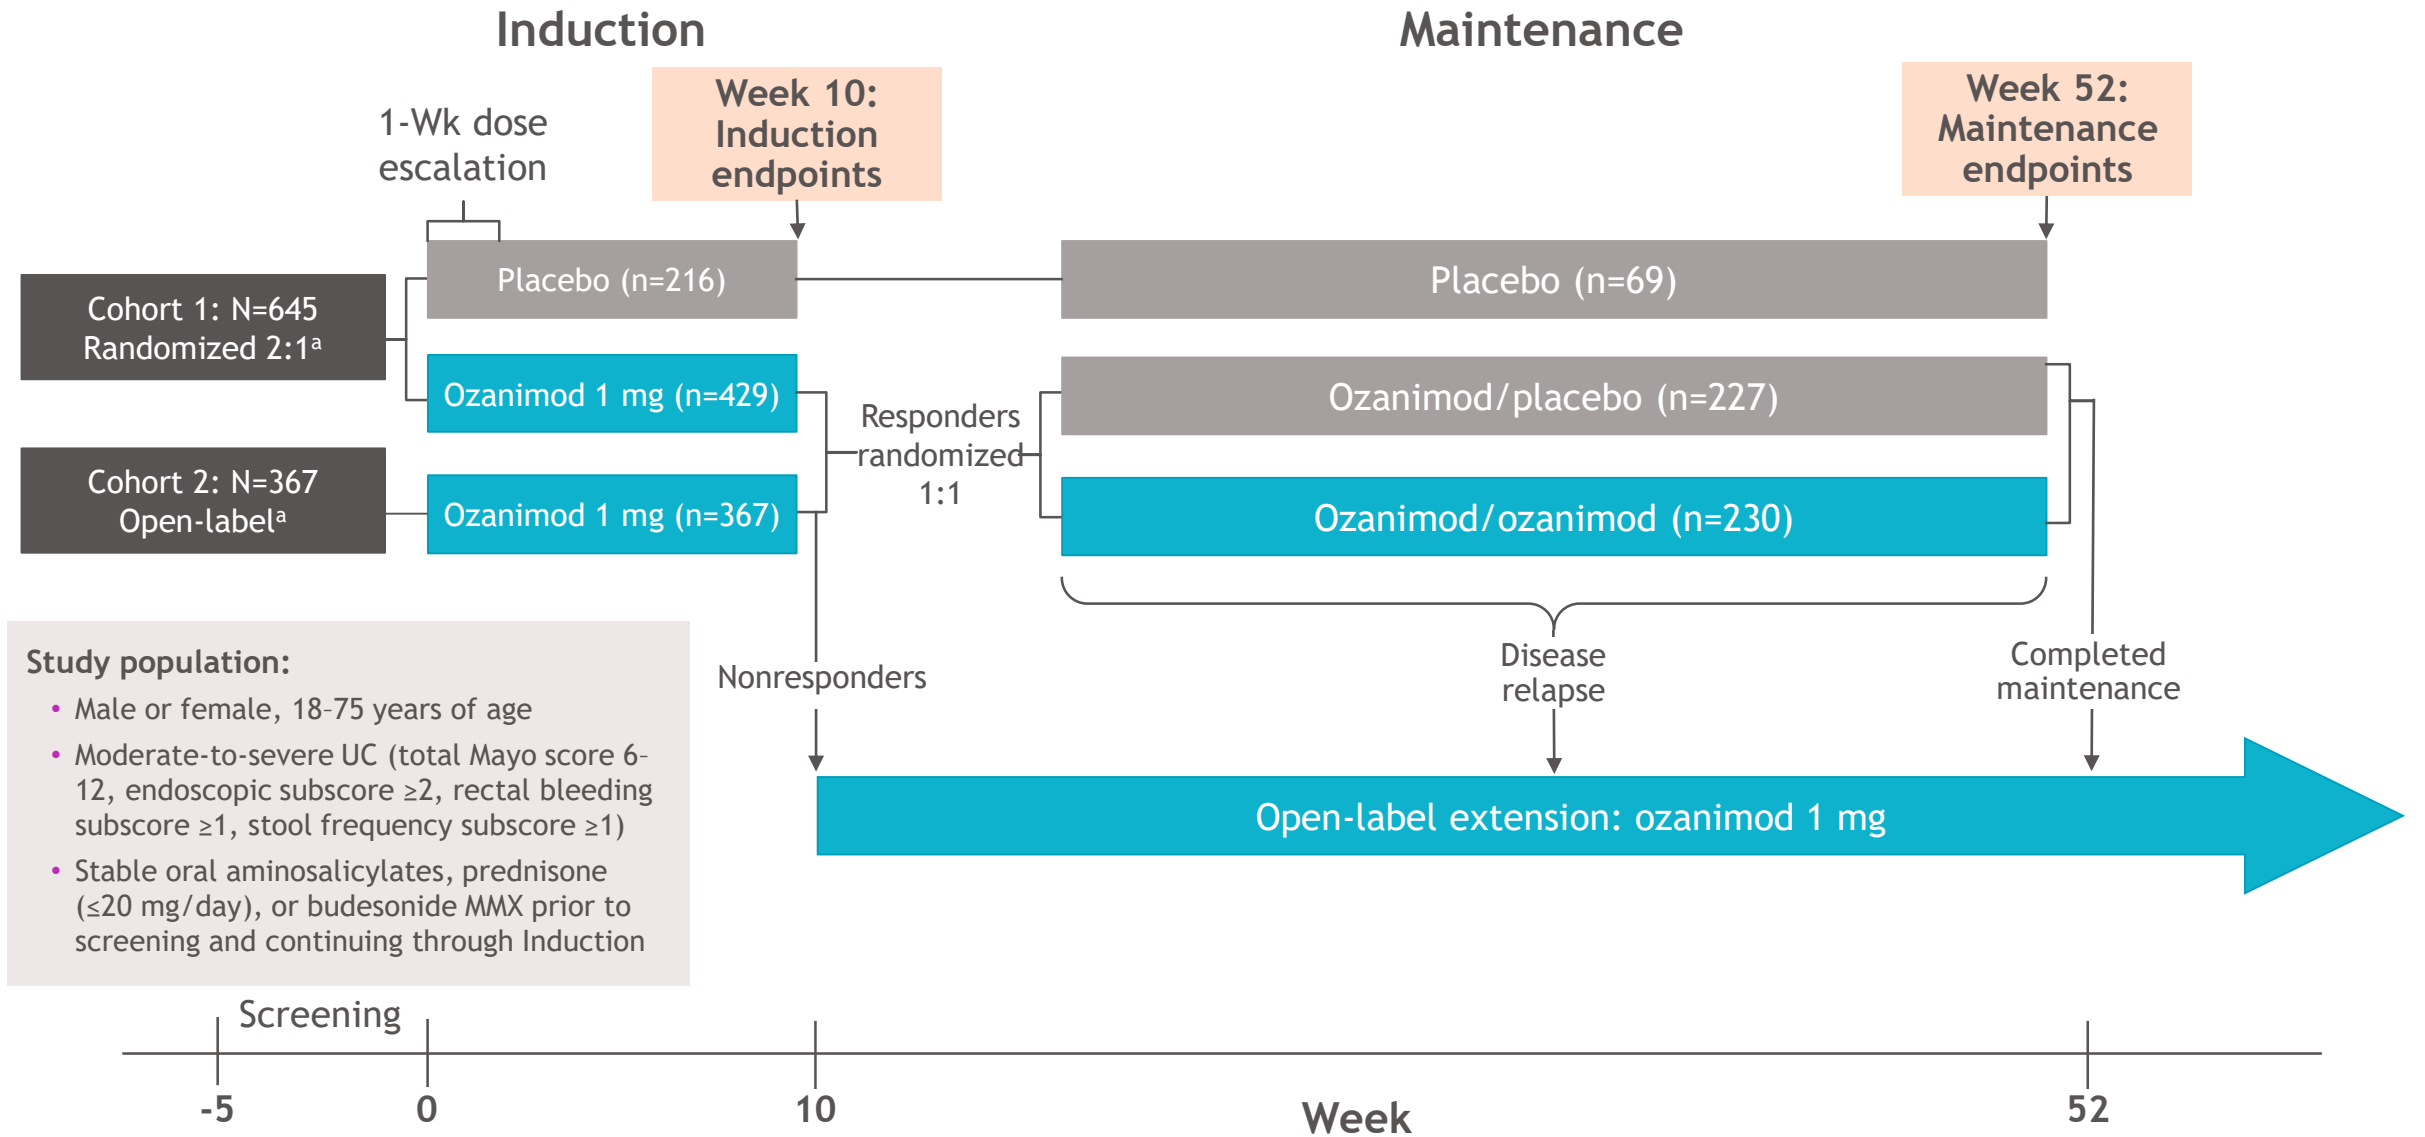 Induction
Maintenance
1-Wk dose
escalation
Week 10:
Induction
endpoints
Week 52:
Maintenance
endpoints
Cohort 1: N=645
Randomized 2:1ᵃ
Placebo (n=216)
Placebo (n=69)
Ozanimod 1 mg (n=429)
Responders
randomized
1:1
Ozanimod/placebo (n=227)
Cohort 2: N=367
Open-labelᵃ
Ozanimod 1 mg (n=367)
Ozanimod/ozanimod (n=230)
Nonresponders
Disease
relapse
Completed
maintenance
Study population:
• Male or female, 18–75 years of age
• Moderate-to-severe UC (total Mayo score 6–
12, endoscopic subscore ≥2, rectal bleeding
subscore ≥1, stool frequency subscore ≥1)
• Stable oral aminosalicylates, prednisone
(≤20 mg/day), or budesonide MMX prior to
screening and continuing through Induction
Open-label extension: ozanimod 1 mg
Screening
-5
0
10
Week
52